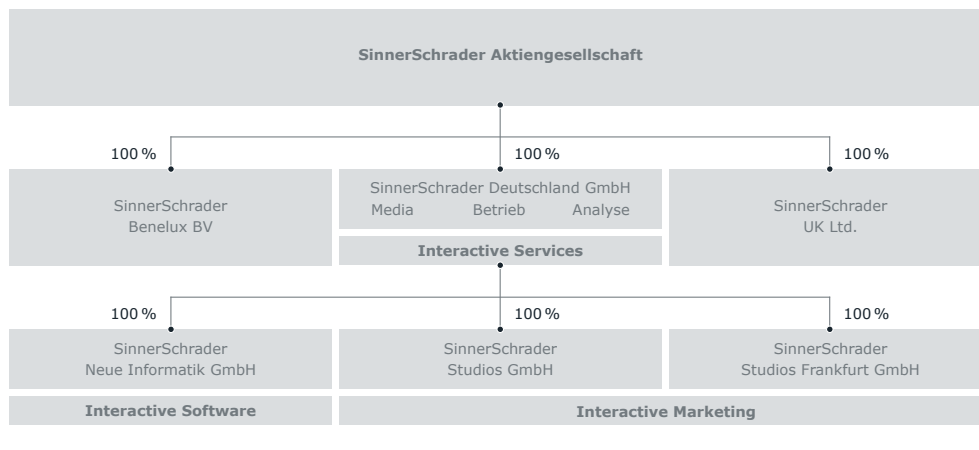 SinnerSchrader Aktiengesellschaft
100 % 100 % 100 %
SinnerSchrader
Benelux BV
SinnerSchrader Deutschland GmbH
Media Betrieb Analyse
Interactive Services
SinnerSchrader
UK Ltd.
100 % 100 % 100 %
SinnerSchrader
Neue Informatik GmbH
SinnerSchrader
Studios GmbH
SinnerSchrader
Studios Frankfurt GmbH
Interactive Software
Interactive Marketing